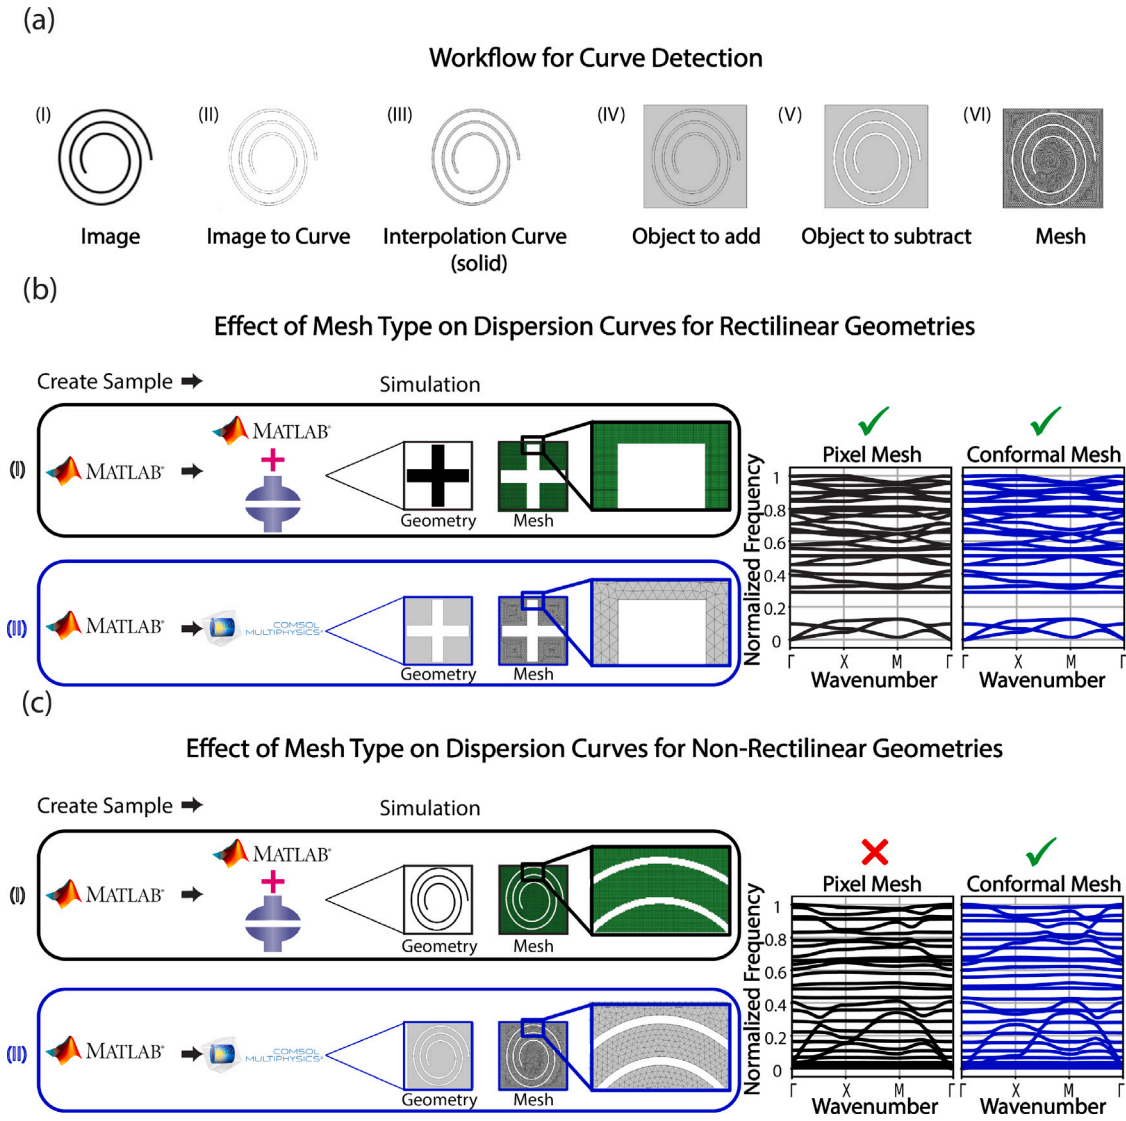 (a)
Workflow for Curve Detection
(I) (II) (III) (IV) (V) (VI)
Image Image to Curve Interpolation Curve Object to add Object to subtract Mesh
(solid)
(b)
Effect of Mesh Type on Dispersion Curves for Rectilinear Geometries
Create Sample Simulation
(I)
MATLAB®
MATLAB®
+
Geometry
Mesh
(II)
MATLAB®
COMSOL
MULTIPHYSICS®
Geometry
Mesh
Pixel Mesh Conformal Mesh
Normalized Frequency
1
0.8
0.6
0.4
0.2
0
Γ X M Γ Γ X M Γ
Wavenumber Wavenumber
(c)
Effect of Mesh Type on Dispersion Curves for Non-Rectilinear Geometries
Create Sample Simulation
(I)
MATLAB®
MATLAB®
+
Geometry
Mesh
(II)
MATLAB®
COMSOL
MULTIPHYSICS®
Geometry
Mesh
Pixel Mesh Conformal Mesh
Normalized Frequency
1
0.8
0.6
0.4
0.2
0
Γ X M Γ Γ X M Γ
Wavenumber Wavenumber